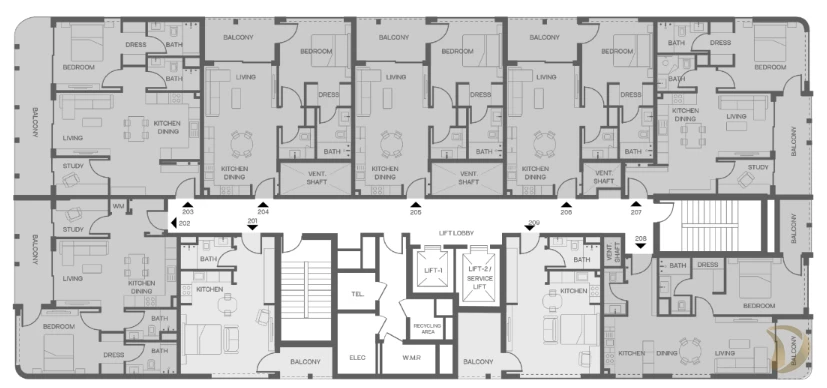 BALCONY
BEDROOM
DRESS
BATH
BATH
LIVING
KITCHEN
DINING
STUDY
BALCONY
BEDROOM
LIVING
DRESS
BATH
KITCHEN
DINING
VENT.
SHAFT
BALCONY
BEDROOM
LIVING
DRESS
BATH
KITCHEN
DINING
VENT.
SHAFT
BALCONY
BEDROOM
LIVING
DRESS
BATH
KITCHEN
DINING
VENT.
SHAFT
BATH
DRESS
BEDROOM
BATH
KITCHEN
DINING
LIVING
STUDY
BALCONY
203
204
205
206
207
202
201
209
208
LIFT LOBBY
STUDY
WM
BALCONY
LIVING
KITCHEN
DINING
BEDROOM
BATH
DRESS
BATH
BATH
KITCHEN
BALCONY
TEL.
ELEC
LIFT-1
LIFT-2 /
SERVICE
LIFT
RECYCLING
AREA
W.M.R
BALCONY
BATH
KITCHEN
VENT
SHAFT
BATH
DRESS
BEDROOM
KITCHEN
DINING
LIVING
BALCONY
BALCONY